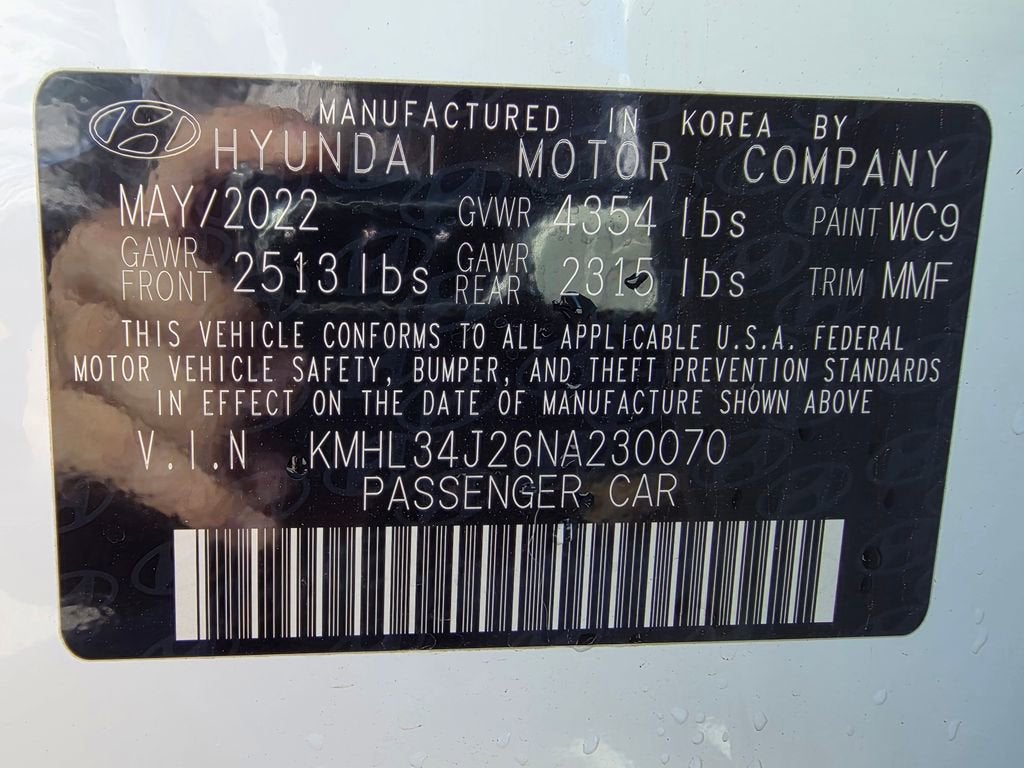 MANUFACTURED IN KOREA BY
HYUNDAI MOTOR COMPANY
MAY/2022 GVWR 4354 lbs PAINT WC9
GAWR FRONT 2513 lbs GAWR REAR 2315 lbs TRIM MMF
THIS VEHICLE CONFORMS TO ALL APPLICABLE U.S.A. FEDERAL
MOTOR VEHICLE SAFETY, BUMPER, AND THEFT PREVENTION STANDARDS
IN EFFECT ON THE DATE OF MANUFACTURE SHOWN ABOVE
V.I.N KMHL34J26NA230070
PASSENGER CAR